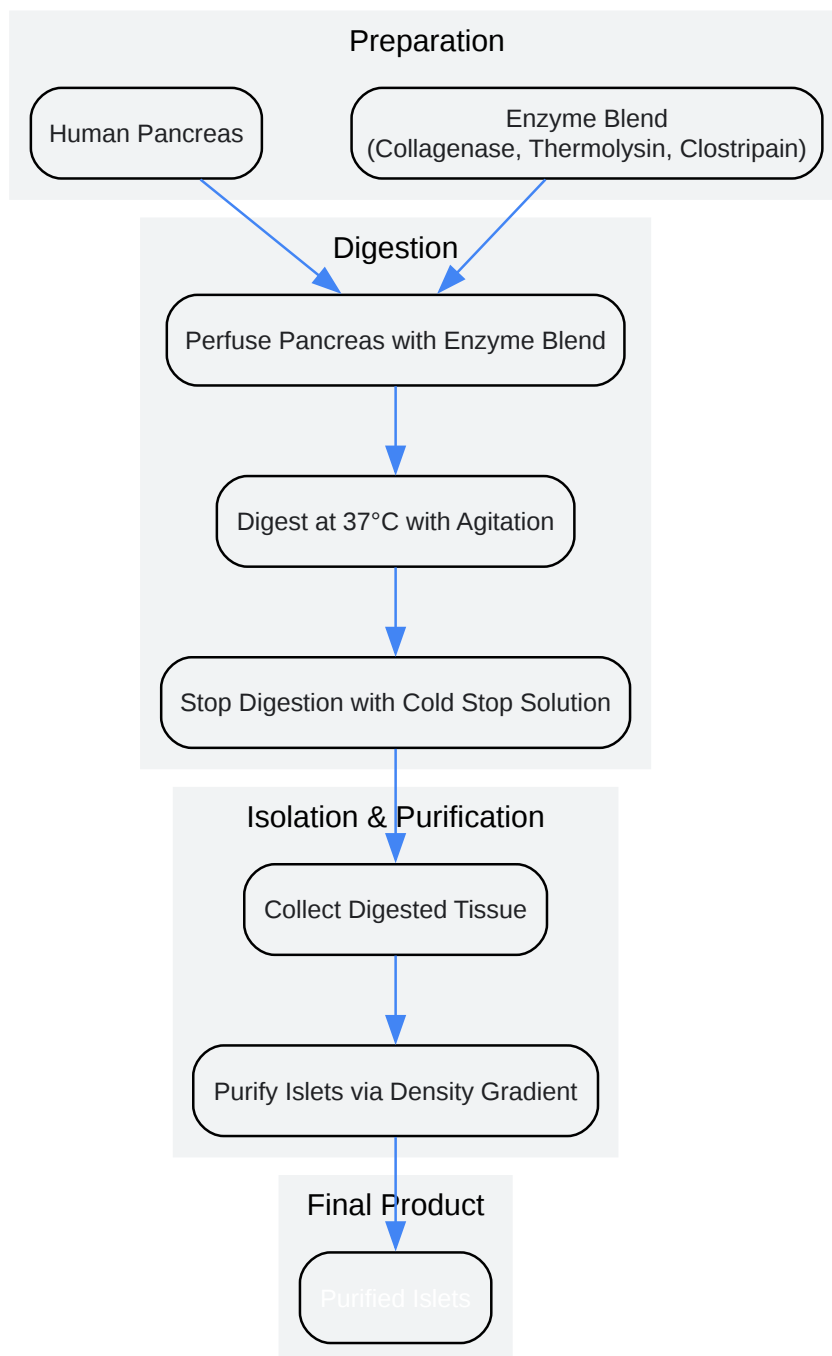 Preparation
Human Pancreas
Enzyme Blend
(Collagenase, Thermolysin, Clostripain)
Digestion
Perfuse Pancreas with Enzyme Blend
Digest at 37°C with Agitation
Stop Digestion with Cold Stop Solution
Isolation & Purification
Collect Digested Tissue
Purify Islets via Density Gradient
Final Product
Purified Islets